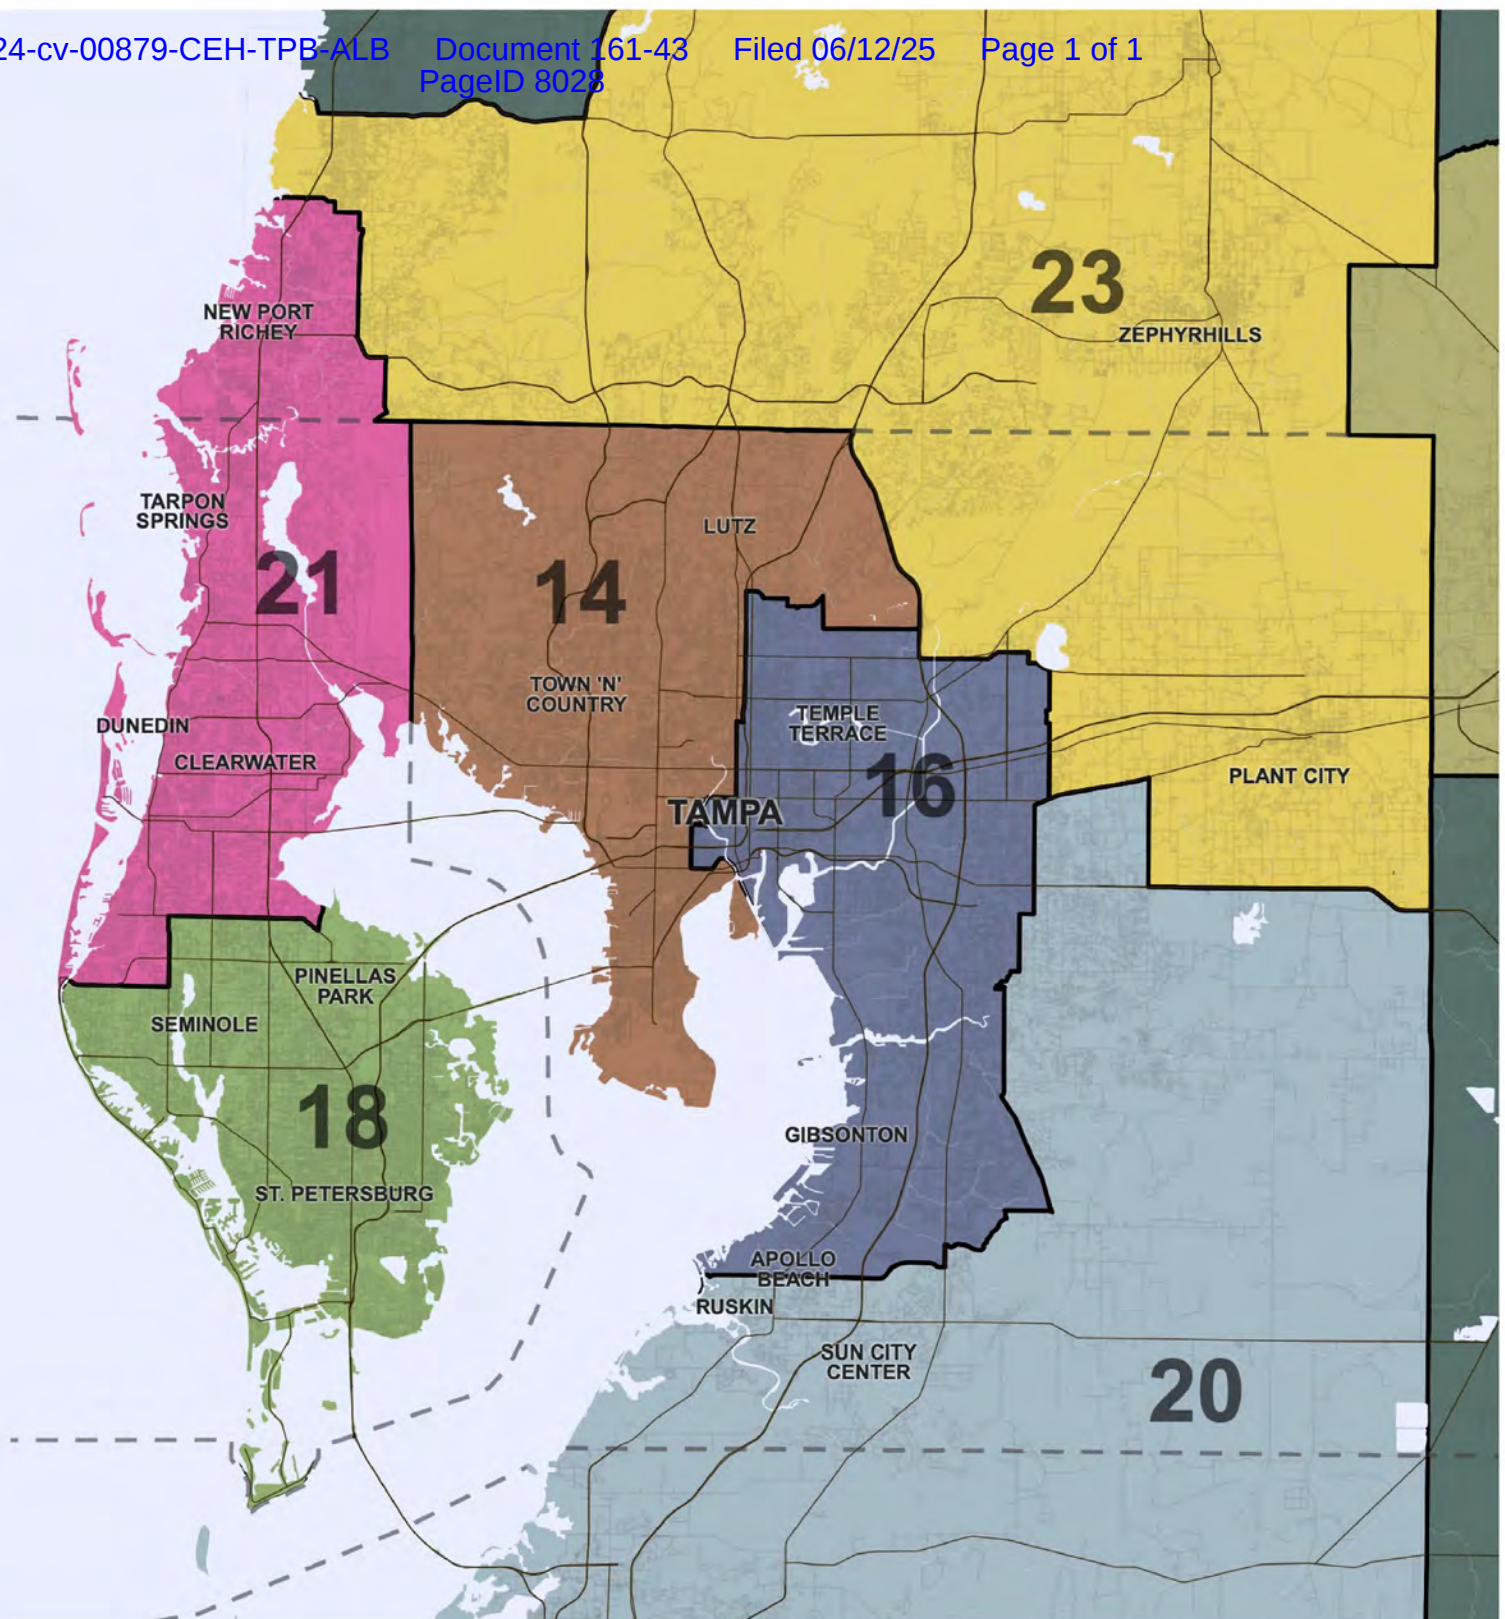 24-cv-00879-CEH-TPB-ALB Document 161-43 Filed 06/12/25 Page 1 of 1
PageID 8028
23
ZEPHYRHILLS
NEW PORT
RICHEY
TARPON
SPRINGS
21
14
LUTZ
TOWN 'N'
COUNTRY
DUNEDIN
CLEARWATER
TEMPLE
TERRACE
16
TAMPA
PLANT CITY
PINELLAS
PARK
SEMINOLE
18
GIBSONTON
ST. PETERSBURG
APOLLO
BEACH
RUSKIN
SUN CITY
CENTER
20